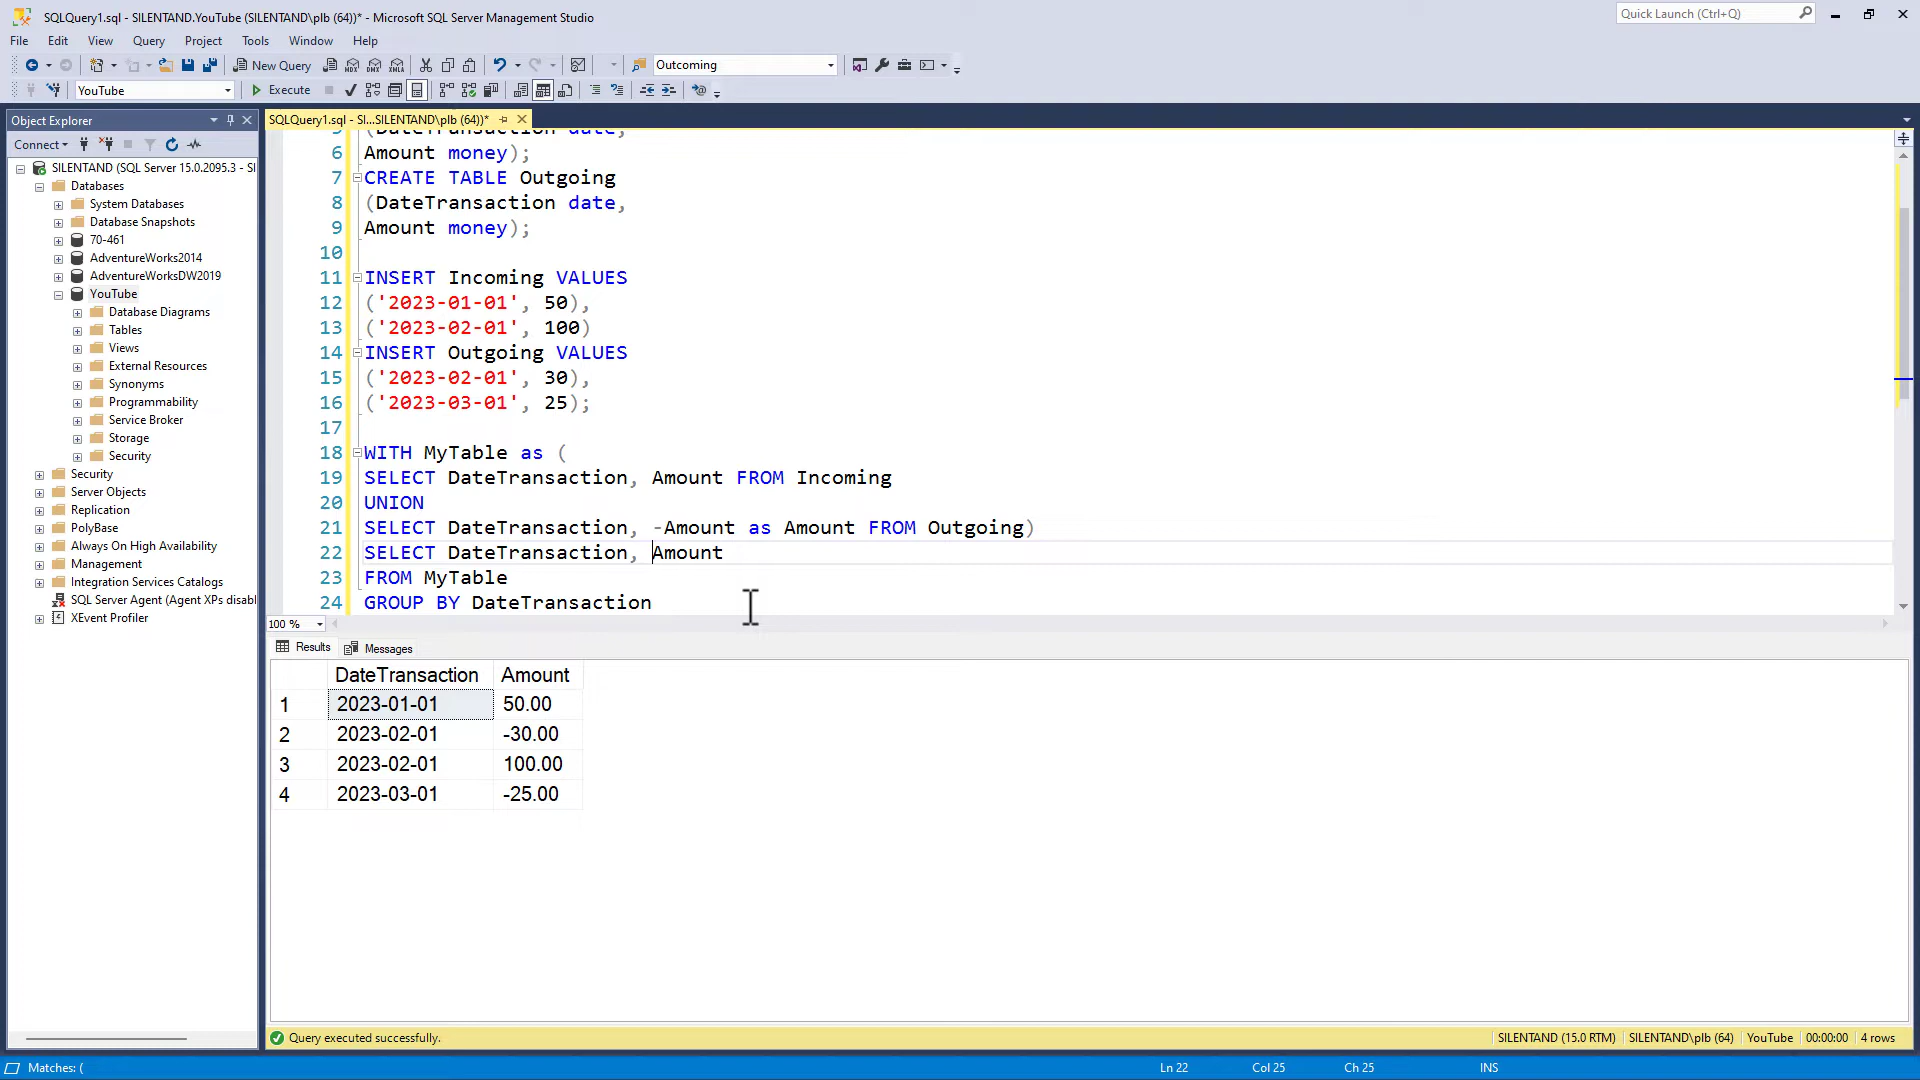 SQLQuery1.sql - SILENTAND.YouTube (SILENTAND\plb (64))* - Microsoft SQL Server Management Studio
Quick Launch (Ctrl+Q)
File Edit View Query Project Tools Window Help
New Query
MDX DMX XMLA
Outcoming
YouTube
Execute
Object Explorer
SQLQuery1.sql - SI...SILENTAND\plb (64))*
Connect
SILENTAND (SQL Server 15.0.2095.3 - SI
Databases
System Databases
Database Snapshots
70-461
AdventureWorks2014
AdventureWorksDW2019
YouTube
Database Diagrams
Tables
Views
External Resources
Synonyms
Programmability
Service Broker
Storage
Security
Security
Server Objects
Replication
PolyBase
Always On High Availability
Management
Integration Services Catalogs
SQL Server Agent (Agent XPs disabl
XEvent Profiler
5 (DateTransaction date,
6 Amount money);
7 CREATE TABLE Outgoing
8 (DateTransaction date,
9 Amount money);
10
11 INSERT Incoming VALUES
12 ('2023-01-01', 50),
13 ('2023-02-01', 100)
14 INSERT Outgoing VALUES
15 ('2023-02-01', 30),
16 ('2023-03-01', 25);
17
18 WITH MyTable as (
19 SELECT DateTransaction, Amount FROM Incoming
20 UNION
21 SELECT DateTransaction, -Amount as Amount FROM Outgoing)
22 SELECT DateTransaction, Amount
23 FROM MyTable
24 GROUP BY DateTransaction
100 %
Results Messages
DateTransaction Amount
1 2023-01-01 50.00
2 2023-02-01 -30.00
3 2023-02-01 100.00
4 2023-03-01 -25.00
Query executed successfully.
SILENTAND (15.0 RTM) SILENTAND\plb (64) YouTube 00:00:00 4 rows
Matches: (
Ln 22 Col 25 Ch 25 INS